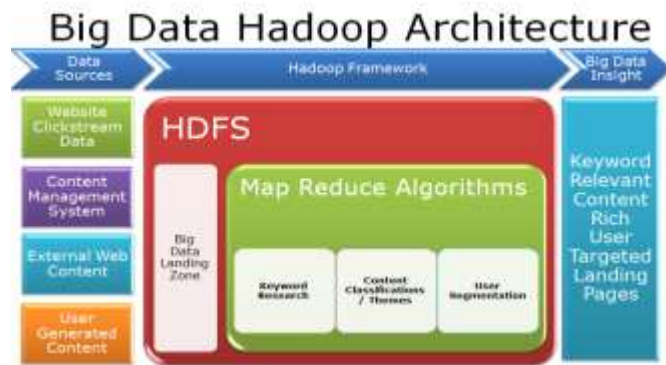 Big Data Hadoop Architecture
Data
Sources
Hadoop Framework
Big Data
Insight
Website
Clickstream
Data
Content
Management
System
External Web
Content
User
Generated
Content
HDFS
Big
Data
Landing
Zone
Map Reduce Algorithms
Keyword
Research
Content
Classifications
/ Themes
User
Segmentation
Keyword
Relevant
Content
Rich
User
Targeted
Landing
Pages